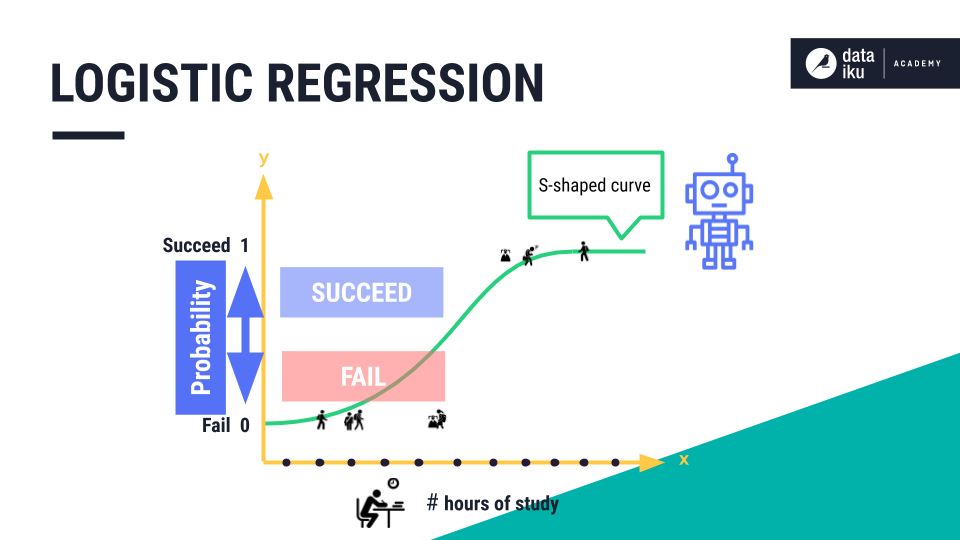 LOGISTIC REGRESSION
data
iku
ACADEMY
y
S-shaped curve
Succeed 1
SUCCEED
Probability
FAIL
Fail 0
x
# hours of study